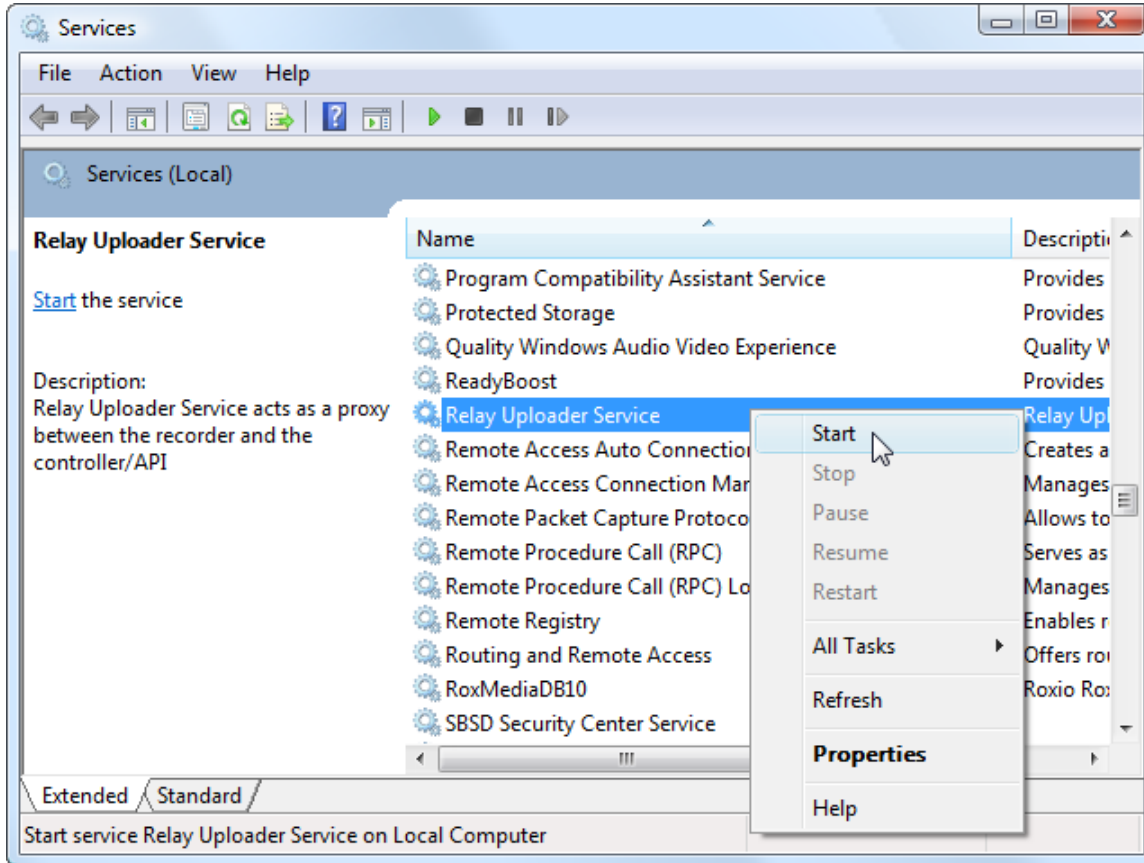 Services
File Action View Help
Services (Local)
Relay Uploader Service
Start the service
Description:
Relay Uploader Service acts as a proxy
between the recorder and the
controller/API
Name Descripti
Program Compatibility Assistant Service Provides
Protected Storage Provides
Quality Windows Audio Video Experience Quality W
ReadyBoost Provides
Relay Uploader Service Relay Upl
Remote Access Auto Connection Creates a
Remote Access Connection Man Manages
Remote Packet Capture Protoco Allows to
Remote Procedure Call (RPC) Serves as
Remote Procedure Call (RPC) Lo Manages
Remote Registry Enables r
Routing and Remote Access Offers rou
RoxMediaDB10 Roxio Rox
SBSD Security Center Service
Start
Stop
Pause
Resume
Restart
All Tasks
Refresh
Properties
Help
Extended Standard
Start service Relay Uploader Service on Local Computer